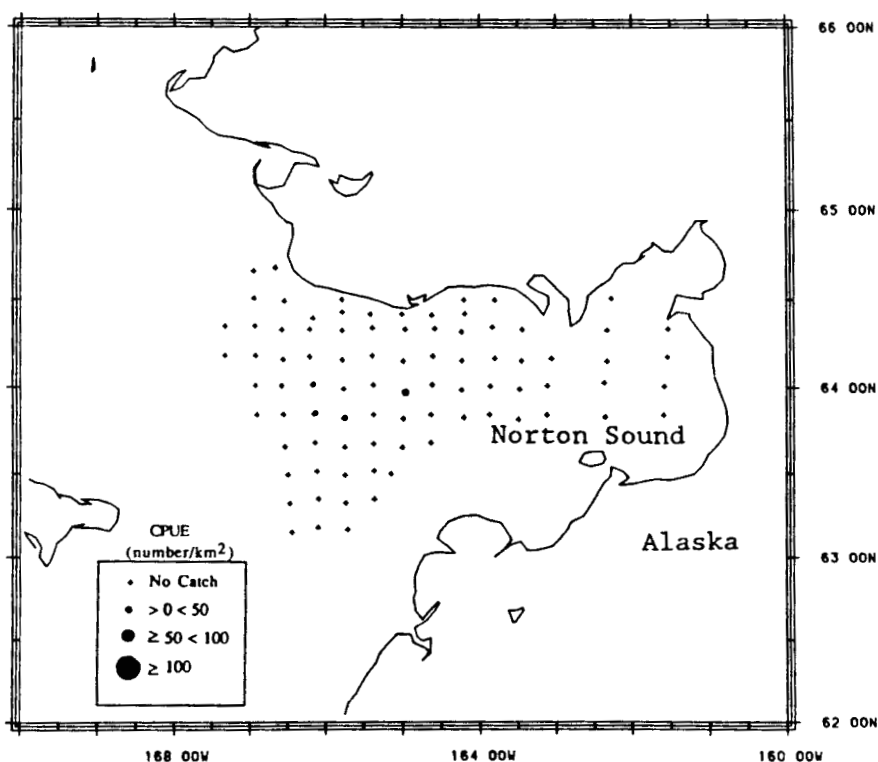 66 00N
65 00N
64 00N
Norton Sound
Alaska
63 00N
CPUE
(number/km²)
No Catch
> 0 < 50
≥ 50 < 100
≥ 100
62 00N
168 00W
164 00W
160 00W